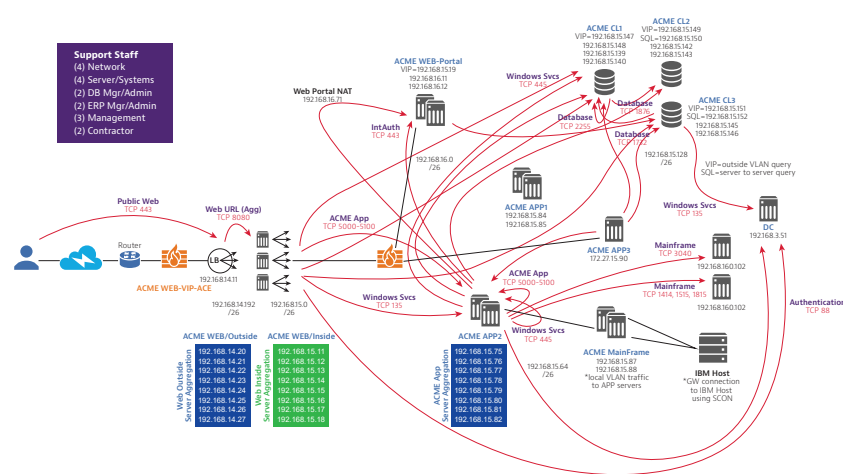 Support Staff
(4) Network
(4) Server/Systems
(2) DB Mgr/Admin
(2) ERP Mgr/Admin
(3) Management
(2) Contractor
ACME WEB-Portal
VIP=192.168.15.19
192.168.16.11
192.168.16.12
Web Portal NAT
192.168.16.71
IntAuth
TCP 443
192.168.16.0
/26
ACME CL1
VIP=192.168.15.147
192.168.15.148
192.168.15.139
192.168.15.140
ACME CL2
VIP=192.168.15.149
SQL=192.168.15.150
192.168.15.142
192.168.15.143
Windows Svcs
TCP 445
Database
TCP 1876
Database
TCP 2255
Database
TCP 1712
ACME CL3
VIP=192.168.15.151
SQL=192.168.15.152
192.168.15.145
192.168.15.146
192.168.15.128
/26
VIP=outside VLAN query
SQL=server to server query
Windows Svcs
TCP 135
DC
192.168.3.51
Public Web
TCP 443
Web URL (Agg)
TCP 8080
Router
LB
192.168.14.11
ACME WEB-VIP-ACE
192.168.14.192
/26
192.168.15.0
/26
ACME App
TCP 5000-5100
Windows Svcs
TCP 135
ACME APP1
192.168.15.84
192.168.15.85
ACME APP3
172.27.15.90
ACME App
TCP 5000-5100
Windows Svcs
TCP 445
Mainframe
TCP 3040
192.168.160.102
Mainframe
TCP 1414, 1515, 1815
192.168.160.102
Authentication
TCP 88
ACME WEB/Outside
Web Outside
Server Aggregation
192.168.14.20
192.168.14.21
192.168.14.22
192.168.14.23
192.168.14.24
192.168.14.25
192.168.14.26
192.168.14.27
ACME WEB/Inside
Web Inside
Server Aggregation
192.168.15.11
192.168.15.12
192.168.15.13
192.168.15.14
192.168.15.15
192.168.15.16
192.168.15.17
192.168.15.18
ACME APP2
ACME App
Server Aggregation
192.168.15.75
192.168.15.76
192.168.15.77
192.168.15.78
192.168.15.79
192.168.15.80
192.168.15.81
192.168.15.82
192.168.15.64
/26
ACME MainFrame
192.168.15.87
192.168.15.88
*local VLAN traffic
to APP servers
IBM Host
*GW connection
to IBM Host
using SCON